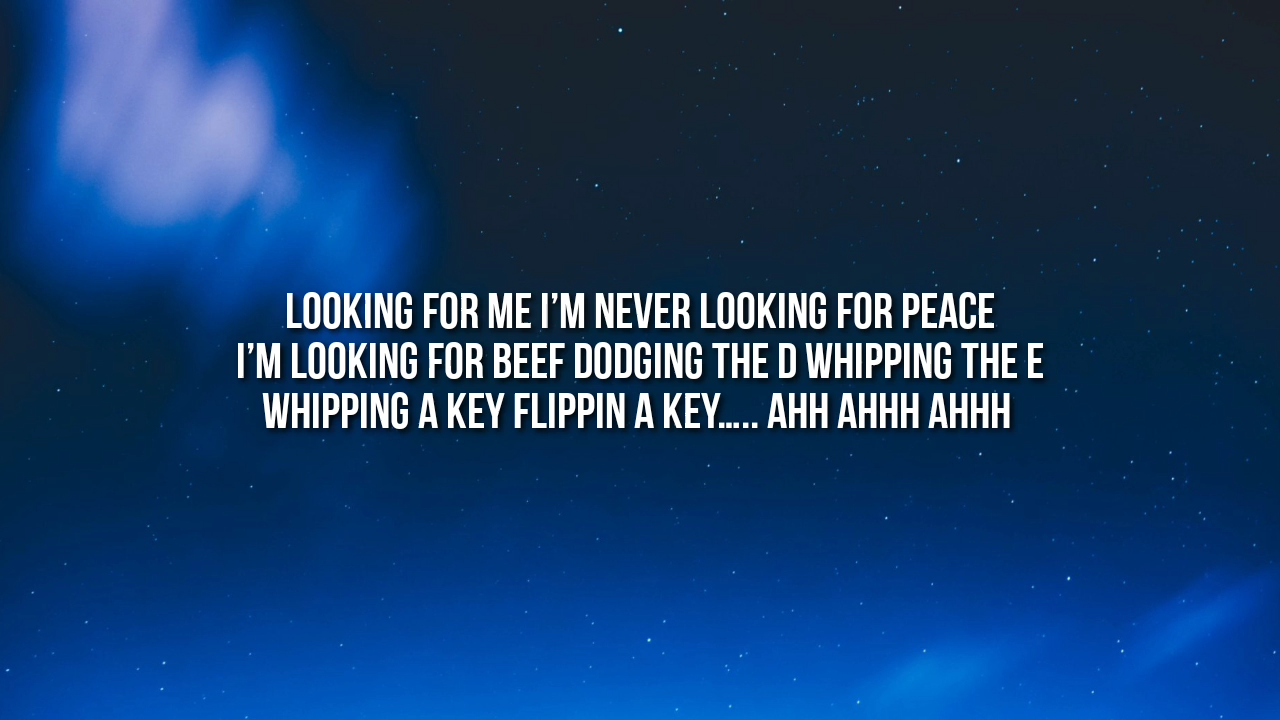 LOOKING FOR ME I’M NEVER LOOKING FOR PEACE
I’M LOOKING FOR BEEF DODGING THE D WHIPPING THE E
WHIPPING A KEY FLIPPIN A KEY..... AHH AHHH AHHH